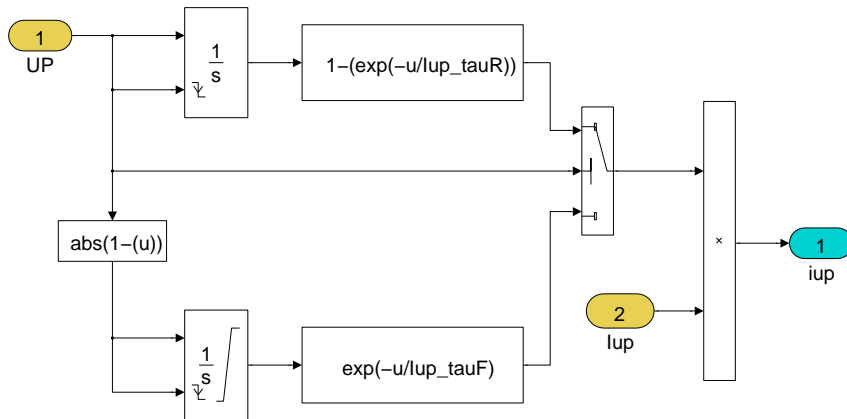 1
UP
1
s
1−(exp(−u/Iup_tauR))
abs(1−(u))
×
1
iup
2
Iup
1
s
exp(−u/Iup_tauF)